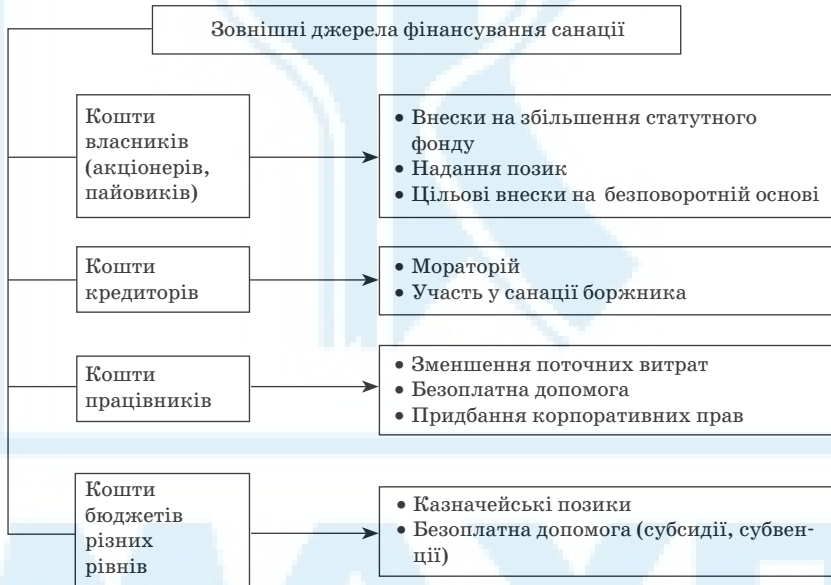 Зовнішні джерела фінансування санації
Кошти
власників
(акціонерів,
пайовиків)
• Внески на збільшення статутного
фонду
• Надання позик
• Цільові внески на безповоротній основі
Кошти
кредиторів
• Мораторій
• Участь у санації боржника
Кошти
працівників
• Зменшення поточних витрат
• Безоплатна допомога
• Придбання корпоративних прав
Кошти
бюджетів
різних
рівнів
• Казначейські позики
• Безоплатна допомога (субсидії, субвен-
ції)